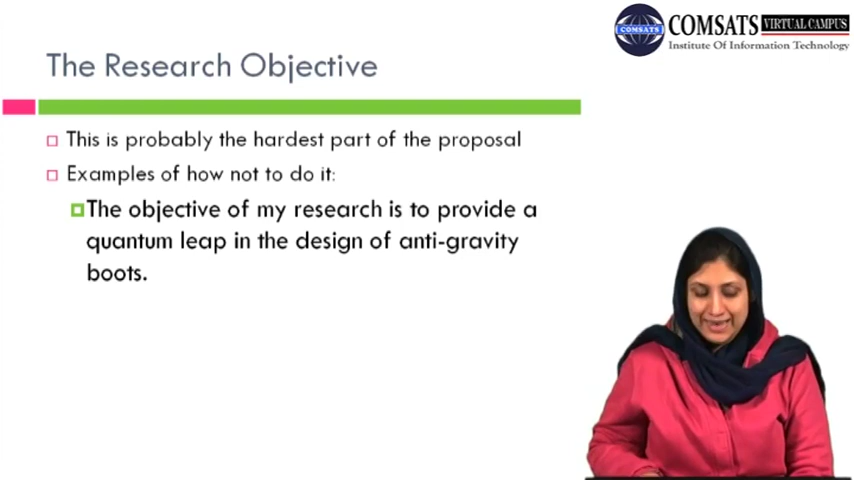 COMSATS VIRTUAL CAMPUS
COMSATS
Institute Of Information Technology
The Research Objective
This is probably the hardest part of the proposal
Examples of how not to do it:
The objective of my research is to provide a
quantum leap in the design of anti-gravity
boots.